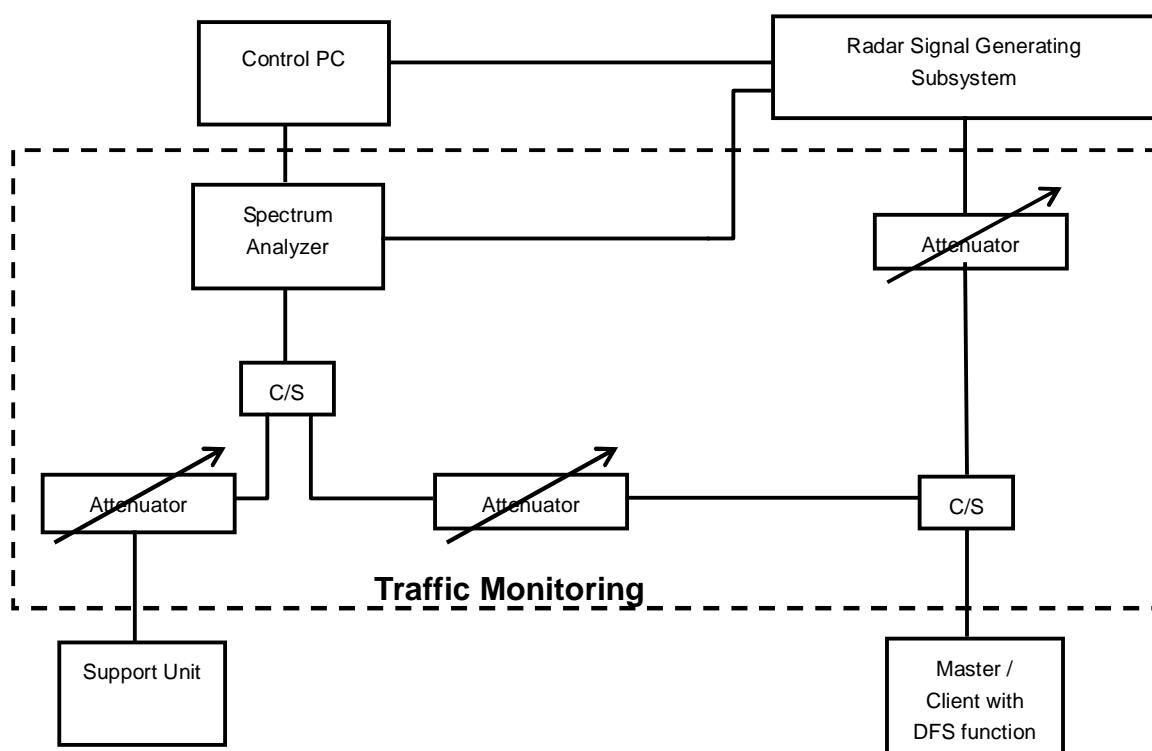 Control PC
Radar Signal Generating
Subsystem
Spectrum
Analyzer
Attenuator
C/S
Attenuator
Attenuator
C/S
Traffic Monitoring
Support Unit
Master /
Client with
DFS function